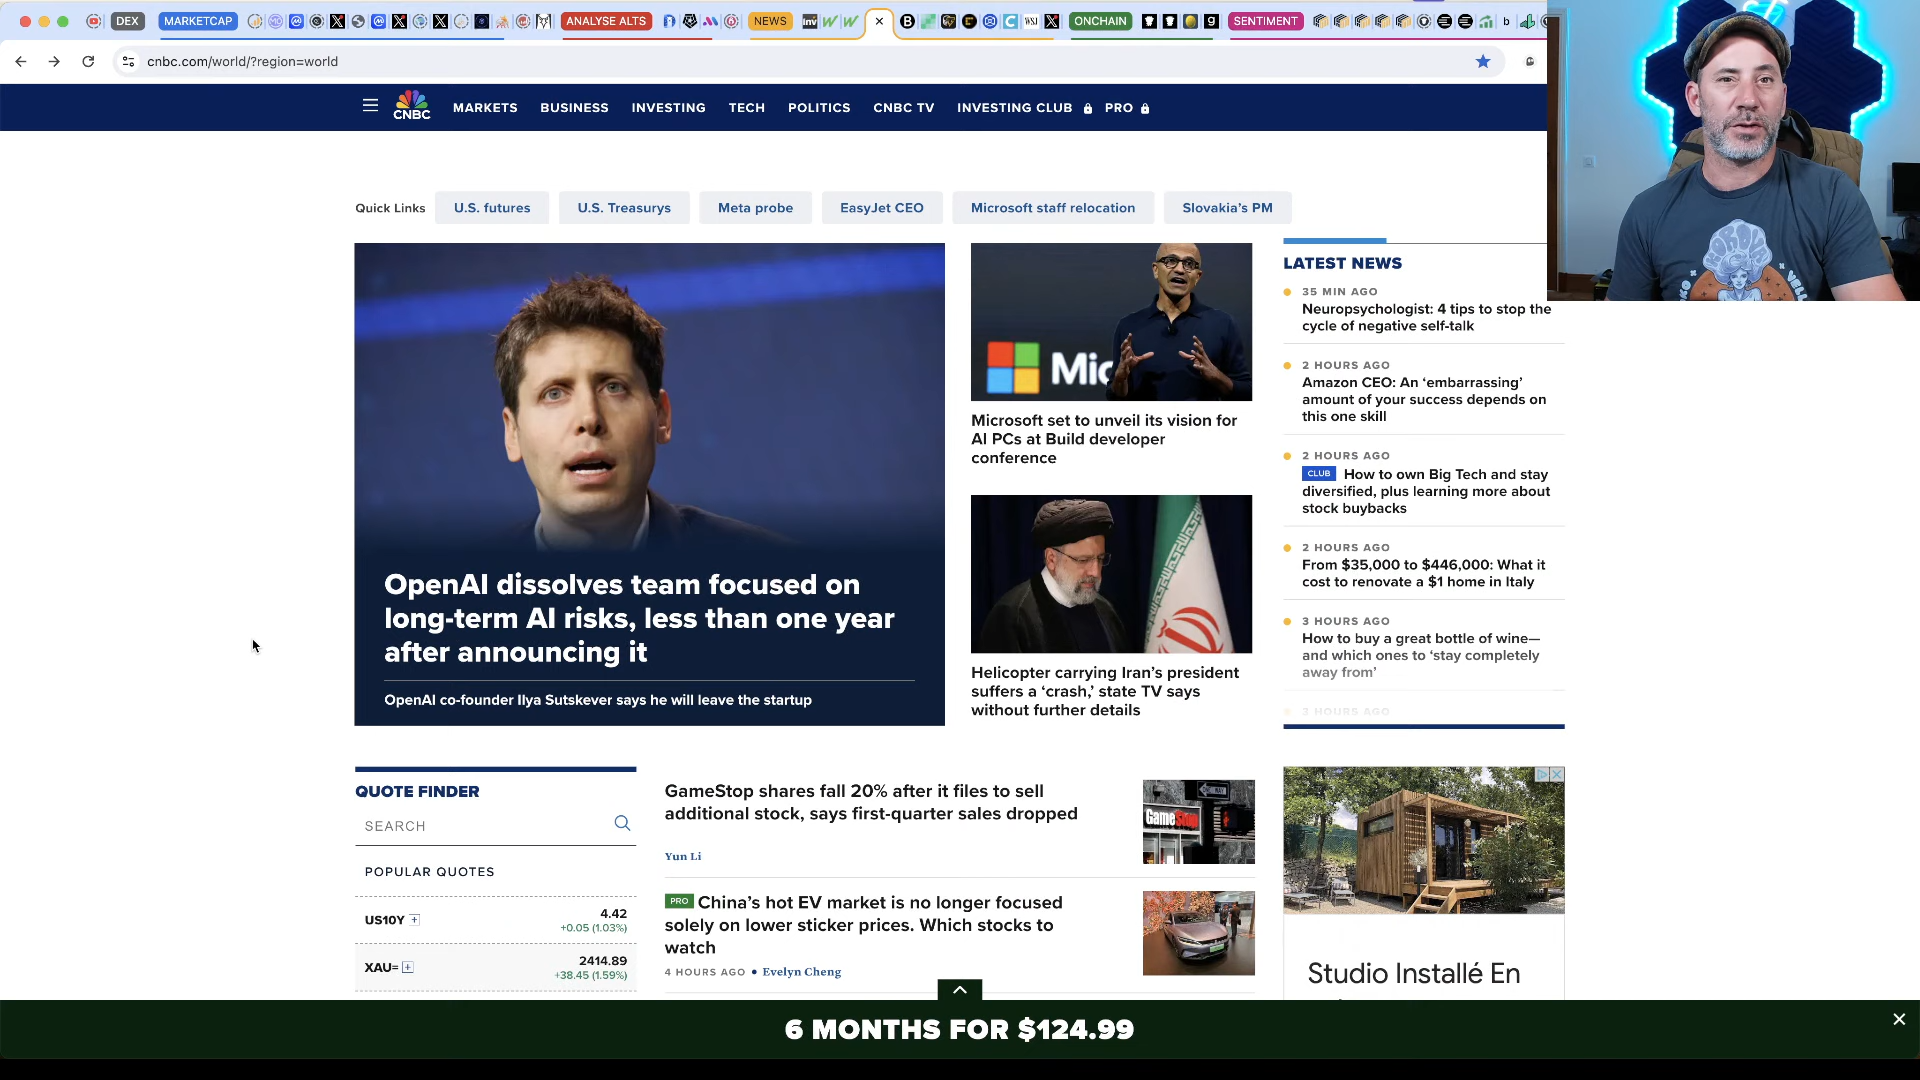 DEX
MARKETCAP
ANALYSE ALTS
NEWS
ONCHAIN
SENTIMENT
cnbc.com/world/?region=world
CNBC
MARKETS
BUSINESS
INVESTING
TECH
POLITICS
CNBC TV
INVESTING CLUB
PRO
Quick Links
U.S. futures
U.S. Treasurys
Meta probe
EasyJet CEO
Microsoft staff relocation
Slovakia’s PM
OpenAI dissolves team focused on
long-term AI risks, less than one year
after announcing it
OpenAI co-founder Ilya Sutskever says he will leave the startup
Mic
Microsoft set to unveil its vision for
AI PCs at Build developer
conference
Helicopter carrying Iran’s president
suffers a ‘crash,’ state TV says
without further details
LATEST NEWS
35 MIN AGO
Neuropsychologist: 4 tips to stop the
cycle of negative self-talk
2 HOURS AGO
Amazon CEO: An ‘embarrassing’
amount of your success depends on
this one skill
2 HOURS AGO
CLUB How to own Big Tech and stay
diversified, plus learning more about
stock buybacks
2 HOURS AGO
From $35,000 to $446,000: What it
cost to renovate a $1 home in Italy
3 HOURS AGO
How to buy a great bottle of wine—
and which ones to ‘stay completely
away from’
3 HOURS AGO
QUOTE FINDER
SEARCH
POPULAR QUOTES
US10Y
4.42
+0.05 (1.03%)
XAU=
2414.89
+38.45 (1.59%)
GameStop shares fall 20% after it files to sell
additional stock, says first-quarter sales dropped
Yun Li
GameStop
PRO China’s hot EV market is no longer focused
solely on lower sticker prices. Which stocks to
watch
4 HOURS AGO • Evelyn Cheng
Studio Installé En
6 MONTHS FOR $124.99